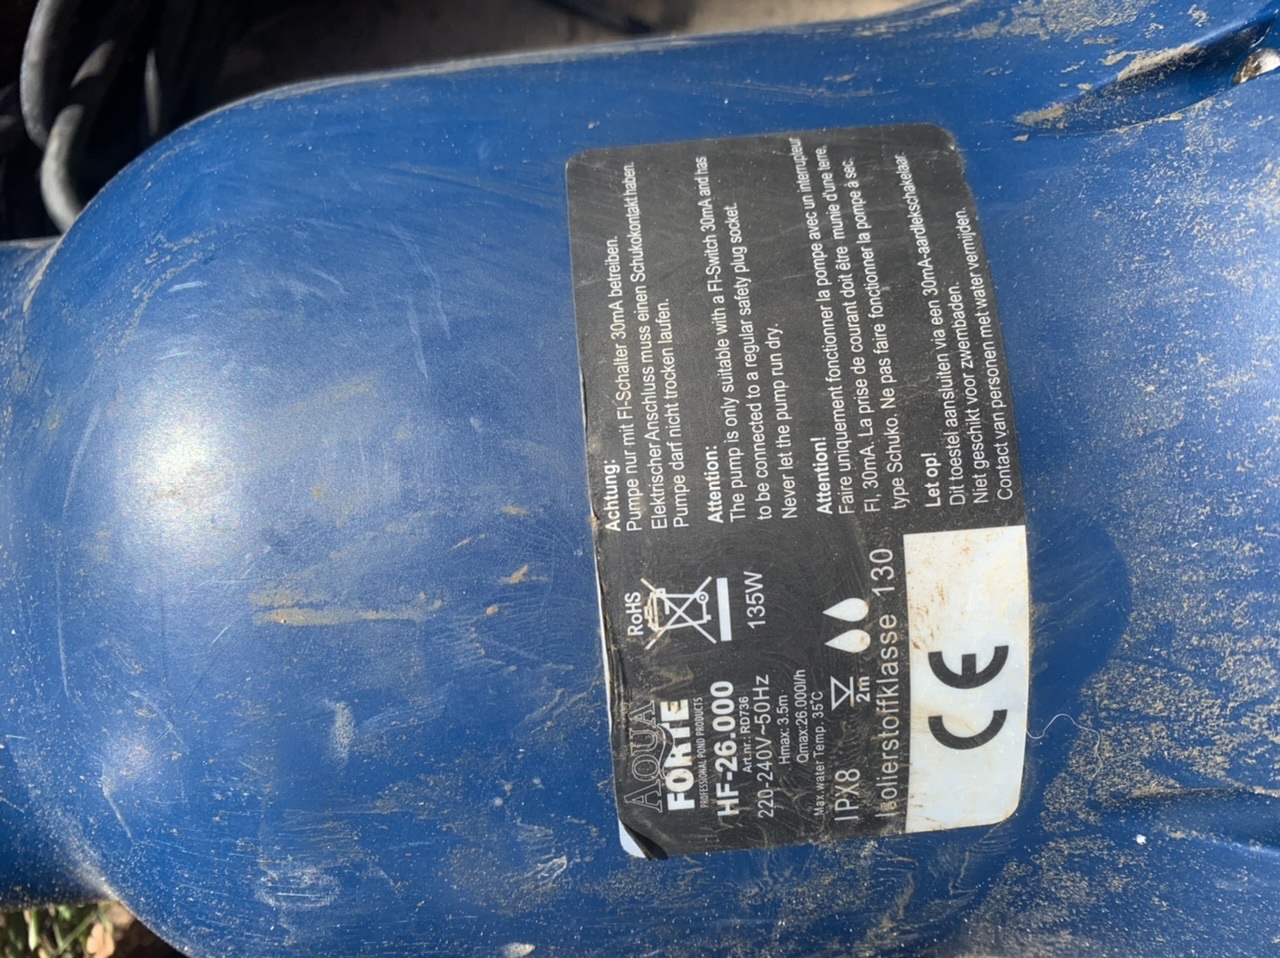 AQUA
FORTE
PROFESSIONAL POND PRODUCTS
HF-26.000
Art.nr.: RD736
220-240V~50Hz
135W
Hmax: 3.5m
Qmax:26.000l/h
Max.water Temp. 35°C
IPX8
2m
Isolierstoffklasse 130
RoHS
CE
Achtung:
Pumpe nur mit FI-Schalter 30mA betreiben.
Elektrischer Anschluss muss einen Schukokontakt haben.
Pumpe darf nicht trocken laufen.
Attention:
The pump is only suitable with a FI-Switch 30mA and has
to be connected to a regular safety plug socket.
Never let the pump run dry.
Attention!
Faire uniquement fonctionner la pompe avec un interrupteur
FI, 30mA. La prise de courant doit être munie d'une terre,
type Schuko. Ne pas faire fonctionner la pompe à sec.
Let op!
Dit toestel aansluiten via een 30mA-aardlekschakelaar.
Niet geschikt voor zwembaden.
Contact van personen met water vermijden.